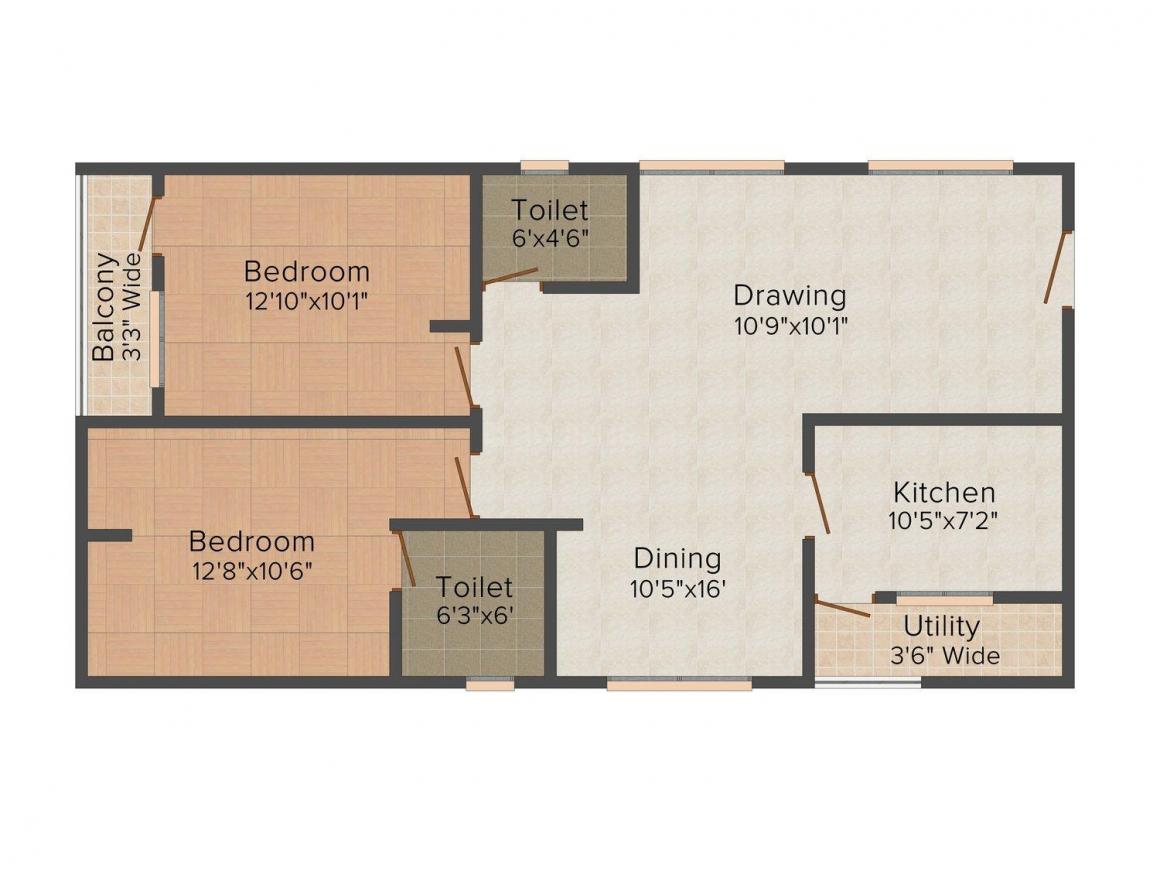 Toilet
6'x4'6"
Balcony
3'3" Wide
Bedroom
12'10"x10'1"
Drawing
10'9"x10'1"
Kitchen
10'5"x7'2"
Bedroom
12'8"x10'6"
Dining
10'5"x16'
Toilet
6'3"x6'
Utility
3'6" Wide